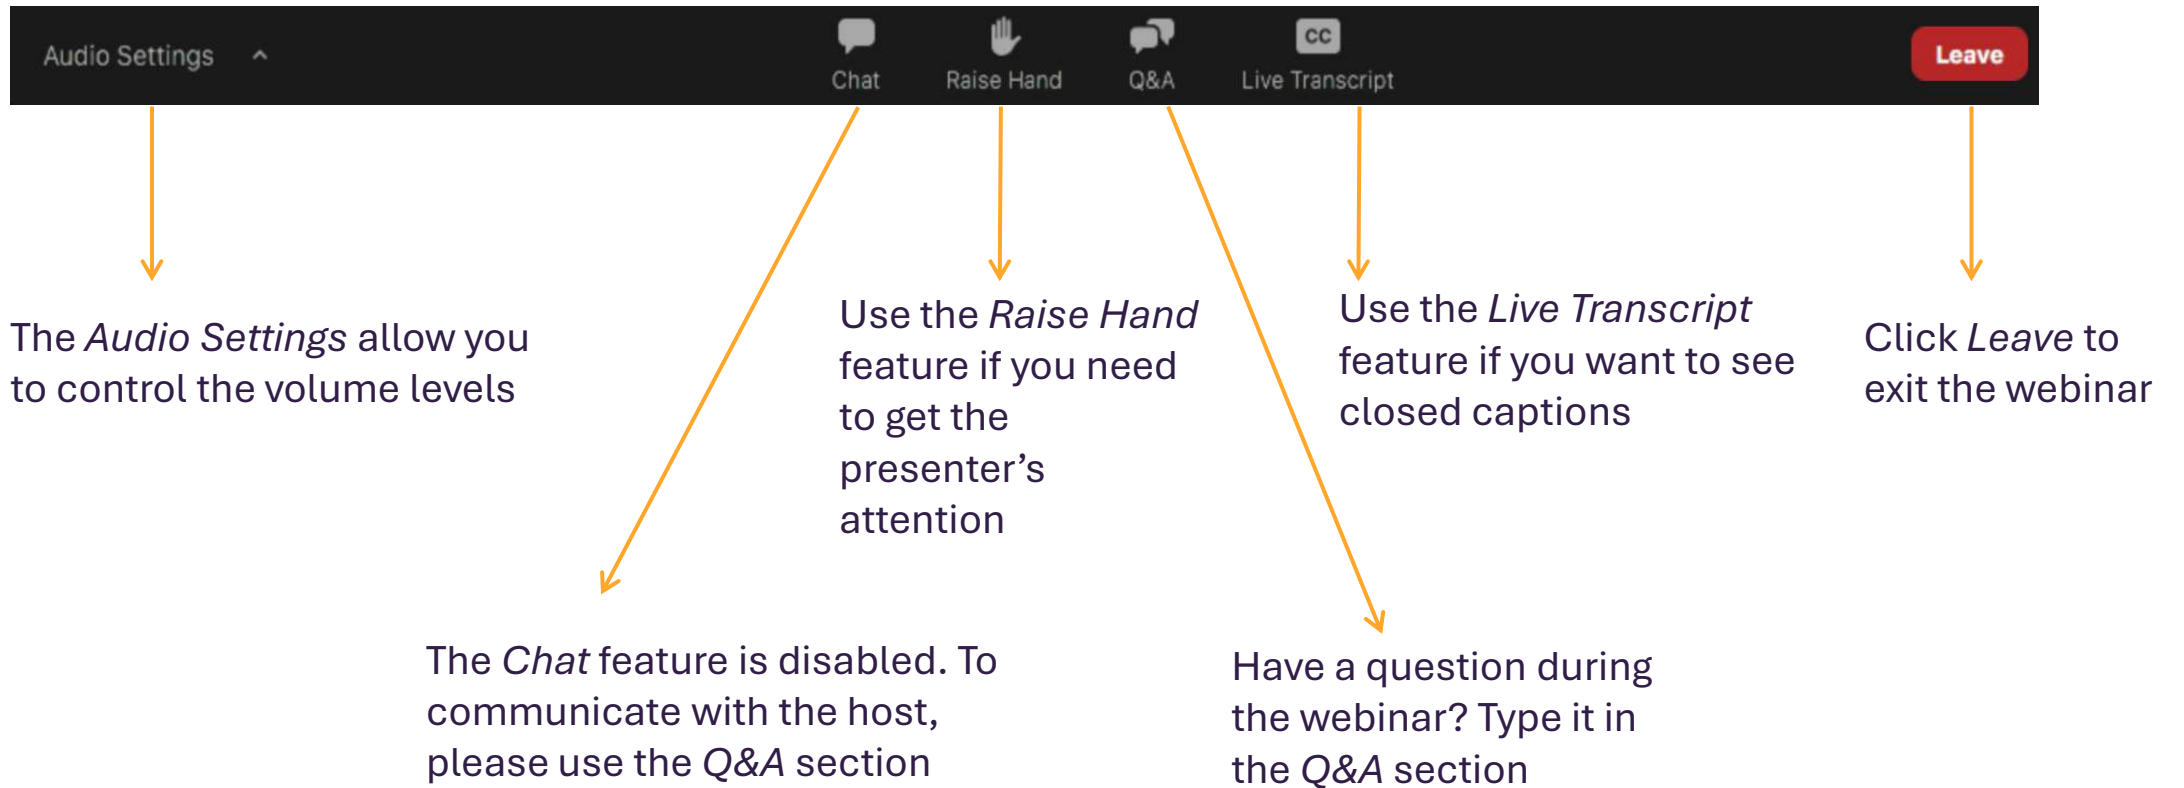 Audio Settings
Chat
Raise Hand
Q&A
CC
Live Transcript
Leave
The Audio Settings allow you
to control the volume levels
Use the Raise Hand
feature if you need
to get the
presenter’s
attention
Use the Live Transcript
feature if you want to see
closed captions
Click Leave to
exit the webinar
The Chat feature is disabled. To
communicate with the host,
please use the Q&A section
Have a question during
the webinar? Type it in
the Q&A section